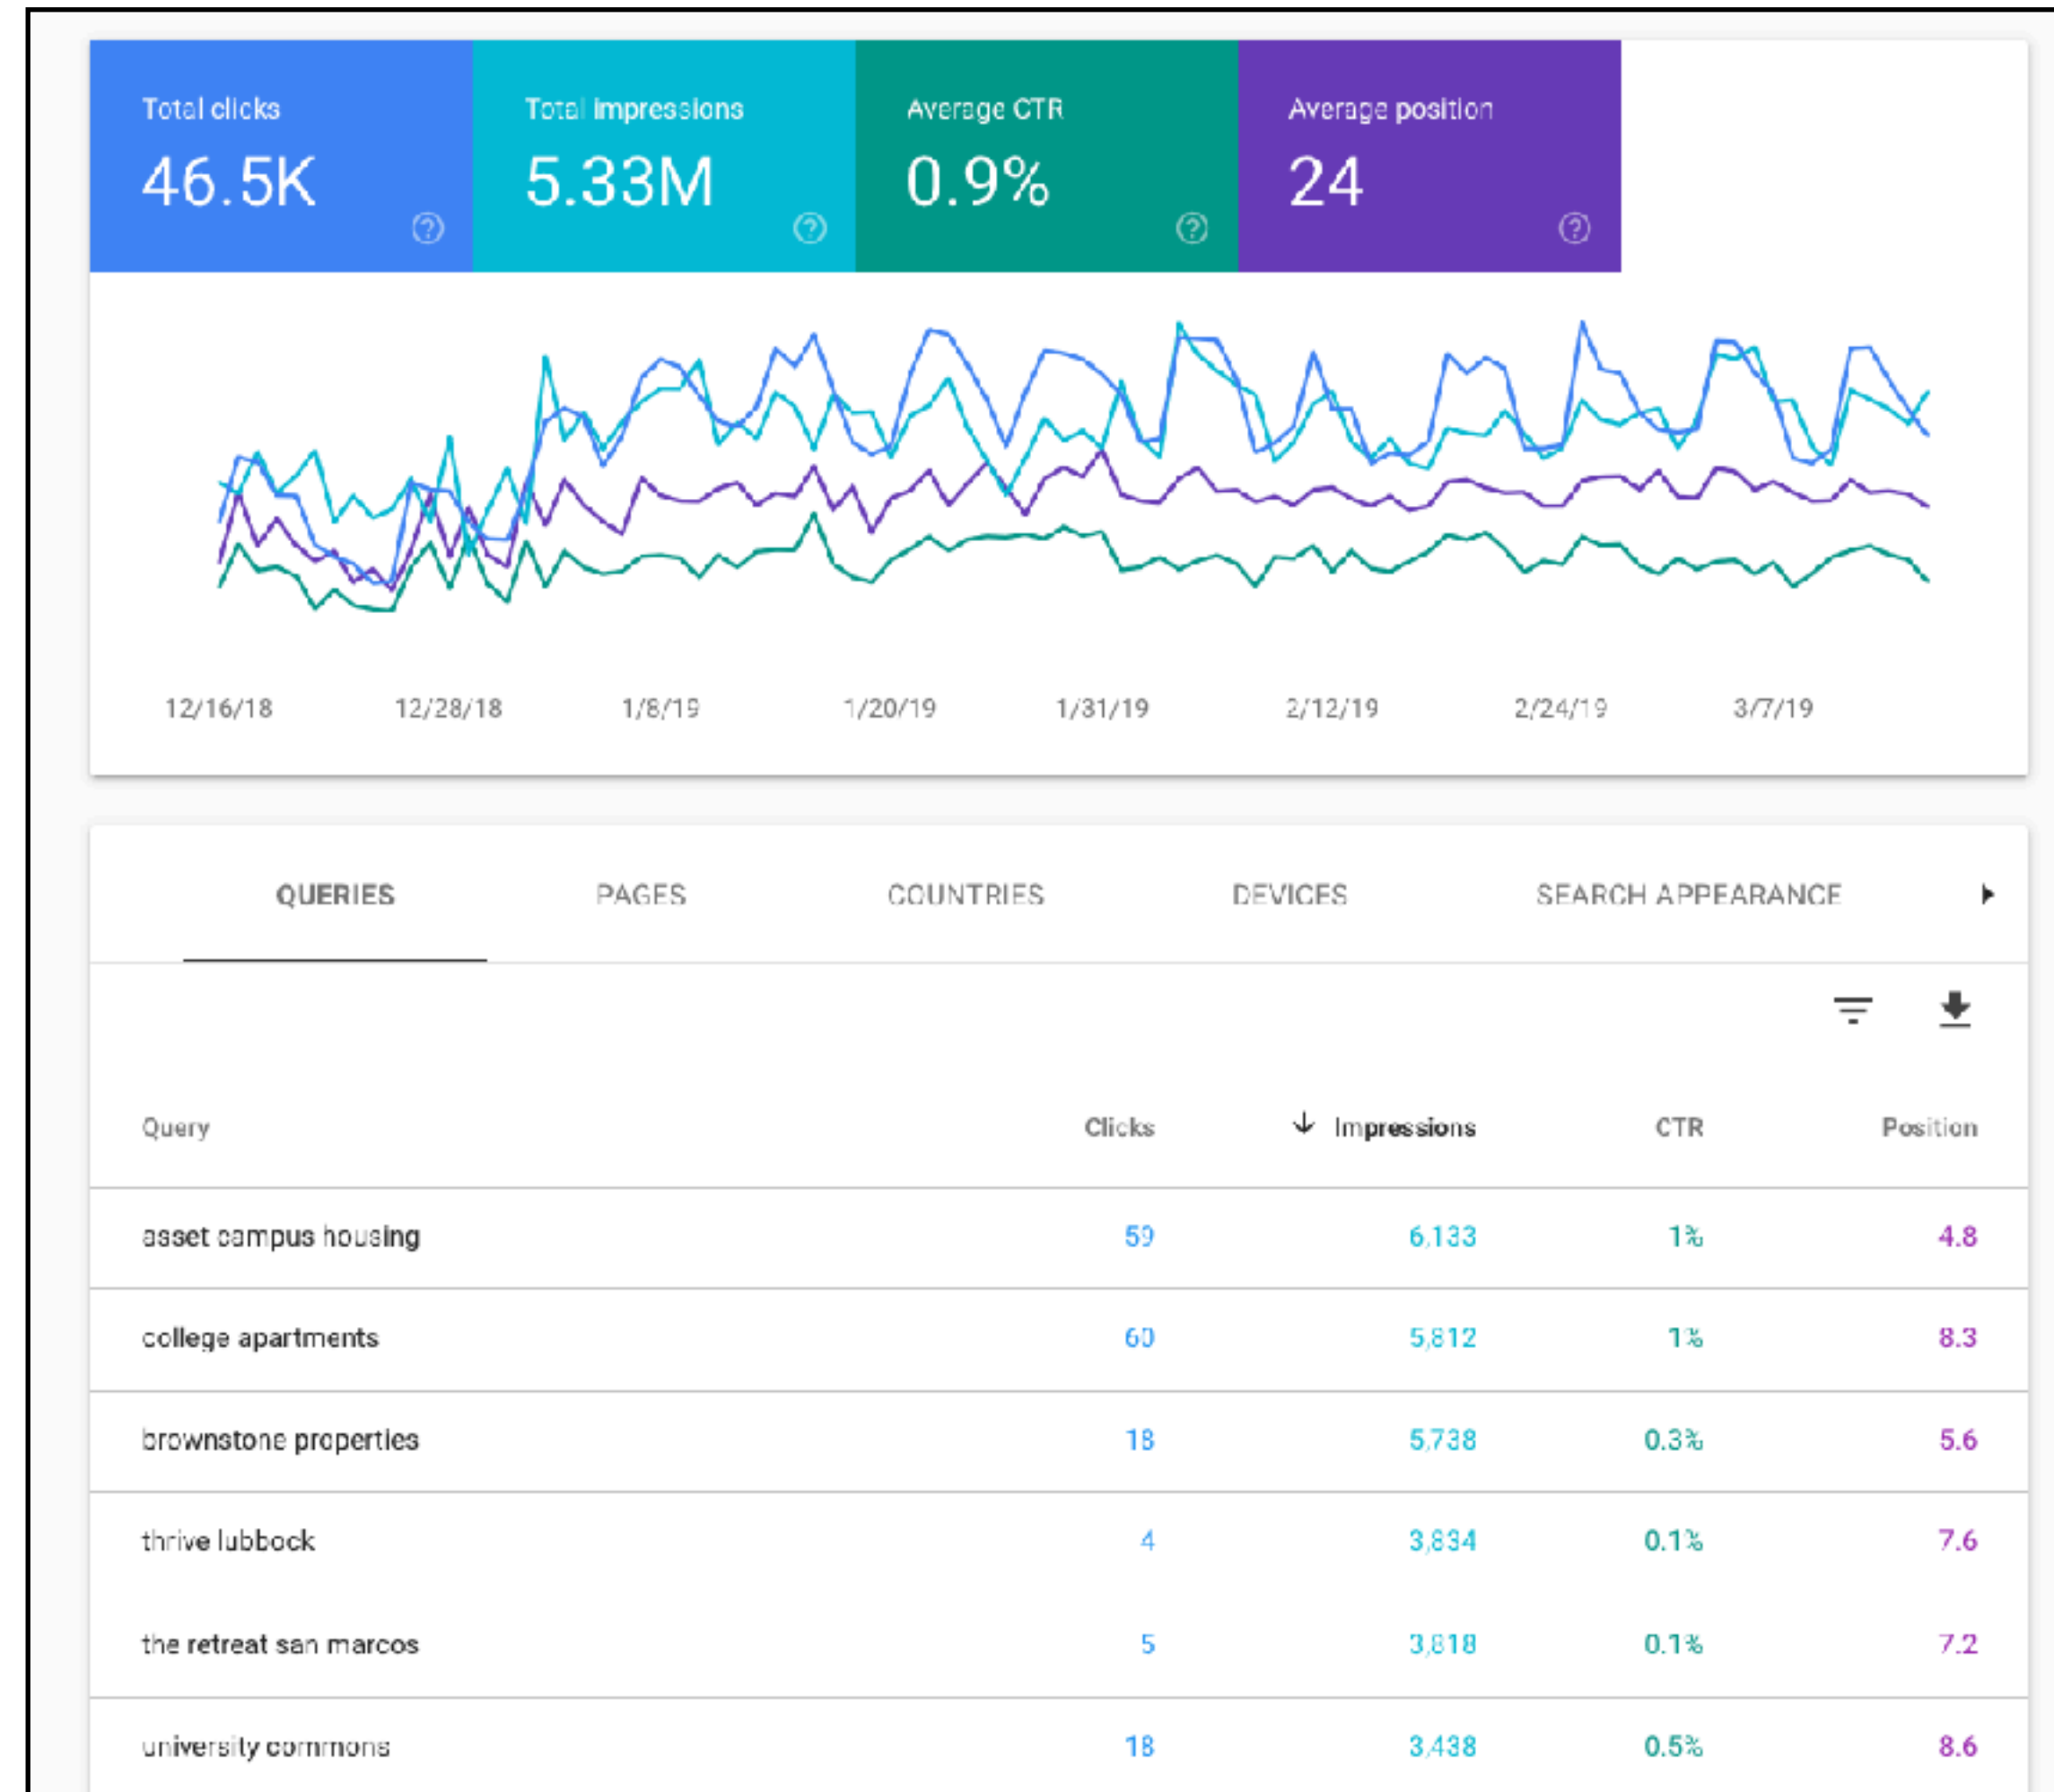 Total clicks Total impressions Average CTR Average position
46.5K 5.33M 0.9% 24
12/16/18 12/28/18 1/8/19 1/20/19 1/31/19 2/12/19 2/24/19 3/7/19
QUERIES PAGES COUNTRIES DEVICES SEARCH APPEARANCE
Query Clicks Impressions CTR Position
asset campus housing 59 6,133 1% 4.8
college apartments 60 5,812 1% 8.3
brownstone properties 18 5,738 0.3% 5.6
thrive lubbock 4 3,834 0.1% 7.6
the retreat san marcos 5 3,818 0.1% 7.2
university commons 18 3,438 0.5% 8.6